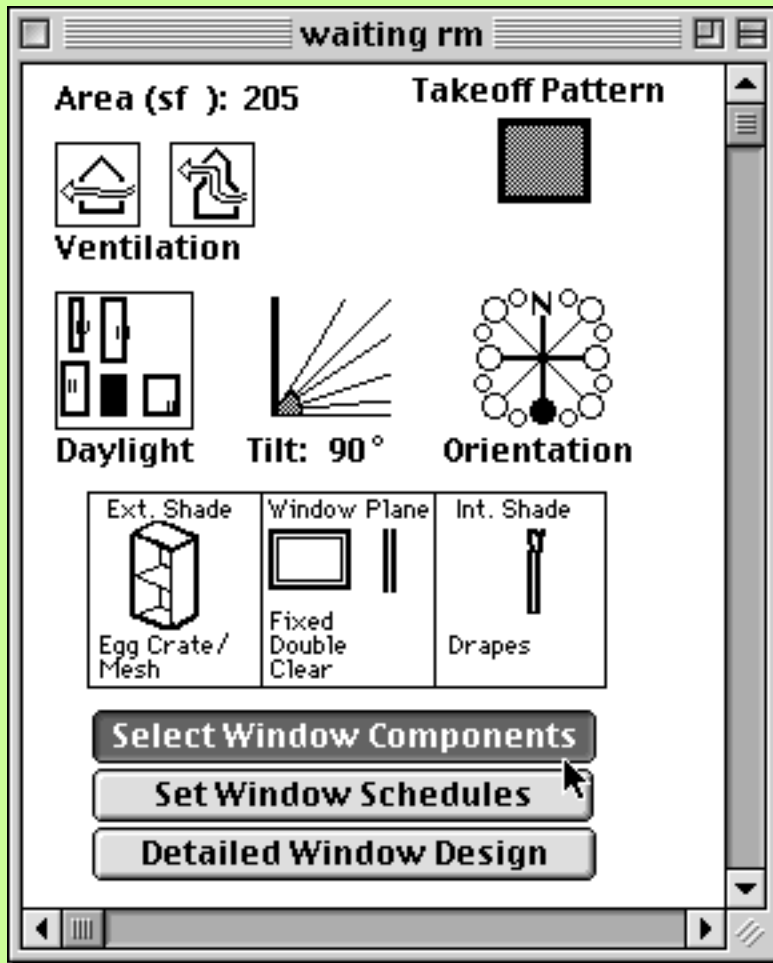 waiting rm
Area (sf ): 205
Takeoff Pattern
Ventilation
N
Daylight
Tilt: 90°
Orientation
Ext. Shade
Egg Crate/
Mesh
Window Plane
Fixed
Double
Clear
Int. Shade
Drapes
Select Window Components
Set Window Schedules
Detailed Window Design